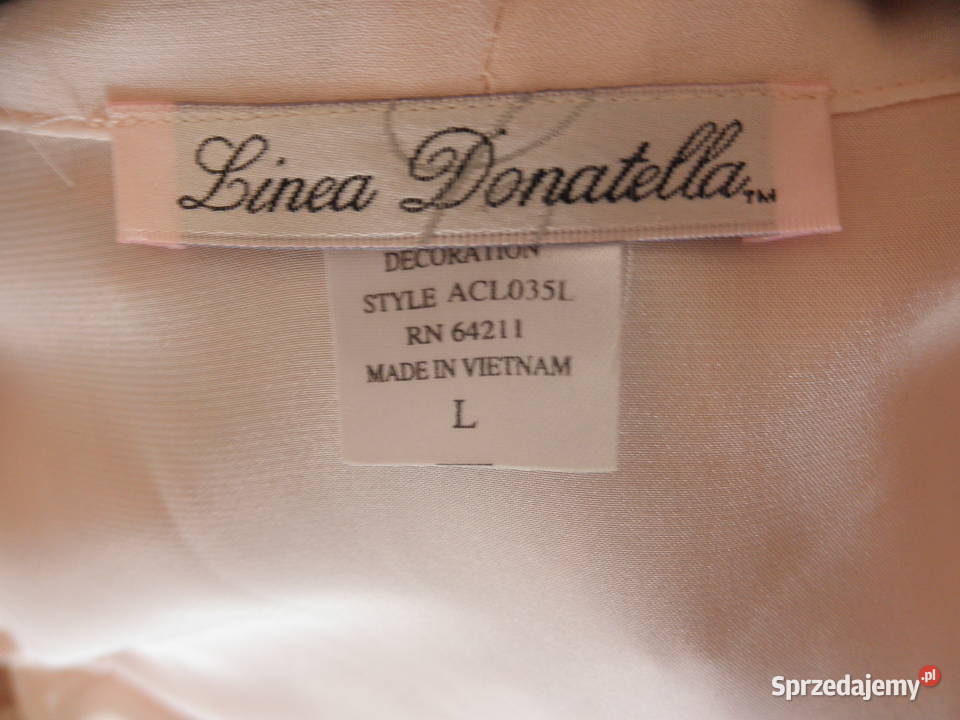 Linea Donatella™
DECORATION
STYLE ACL035L
RN 64211
MADE IN VIETNAM
L
Sprzedajemy.pl